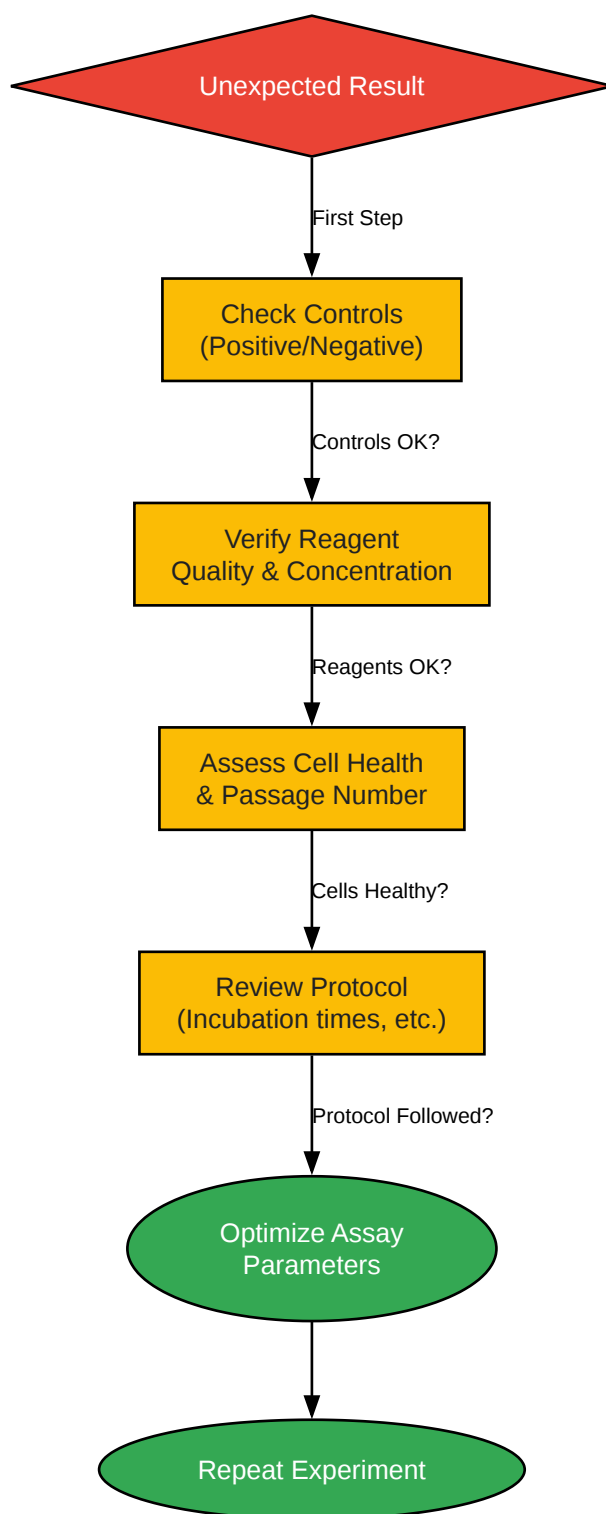 Unexpected Result
First Step
Check Controls
(Positive/Negative)
Controls OK?
Verify Reagent
Quality & Concentration
Reagents OK?
Assess Cell Health
& Passage Number
Cells Healthy?
Review Protocol
(Incubation times, etc.)
Protocol Followed?
Optimize Assay
Parameters
Repeat Experiment